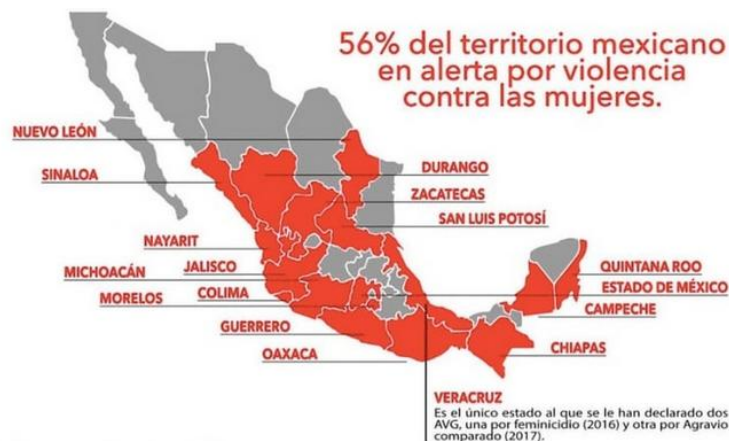 56% del territorio mexicano
en alerta por violencia
contra las mujeres.
NUEVO LEÓN
SINALOA
DURANGO
ZACATECAS
SAN LUIS POTOSÍ
NAYARIT
MICHOACÁN
JALISCO
MORELOS
COLIMA
GUERRERO
OAXACA
QUINTANA ROO
ESTADO DE MÉXICO
CAMPECHE
CHIAPAS
VERACRUZ
Es el único estado al que se le han declarado dos
AVG, una por feminicidio (2016) y otra por Agravio
comparado (2017).